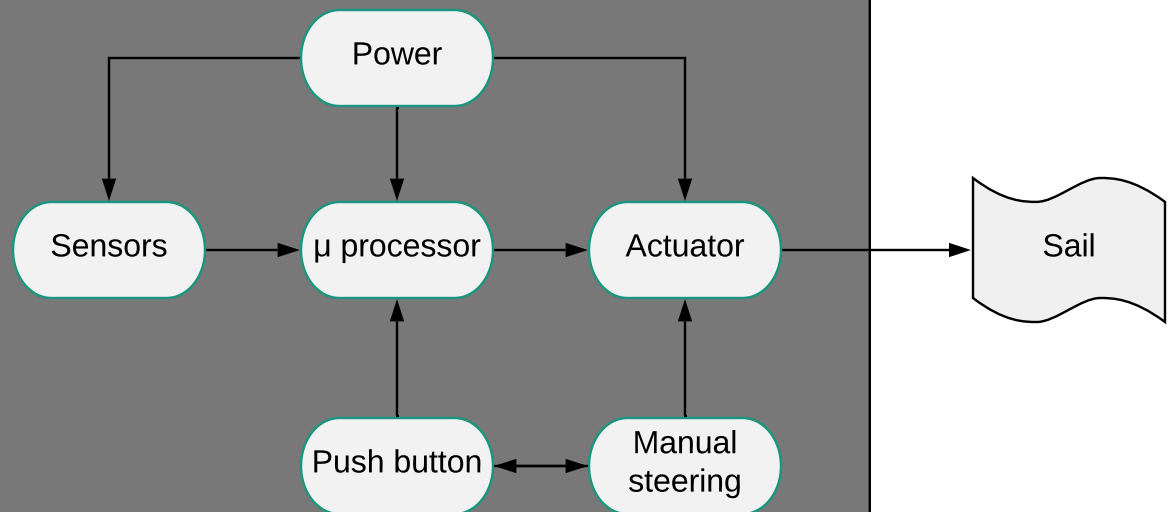 Power
Sensors
μ processor
Actuator
Sail
Push button
Manual
steering